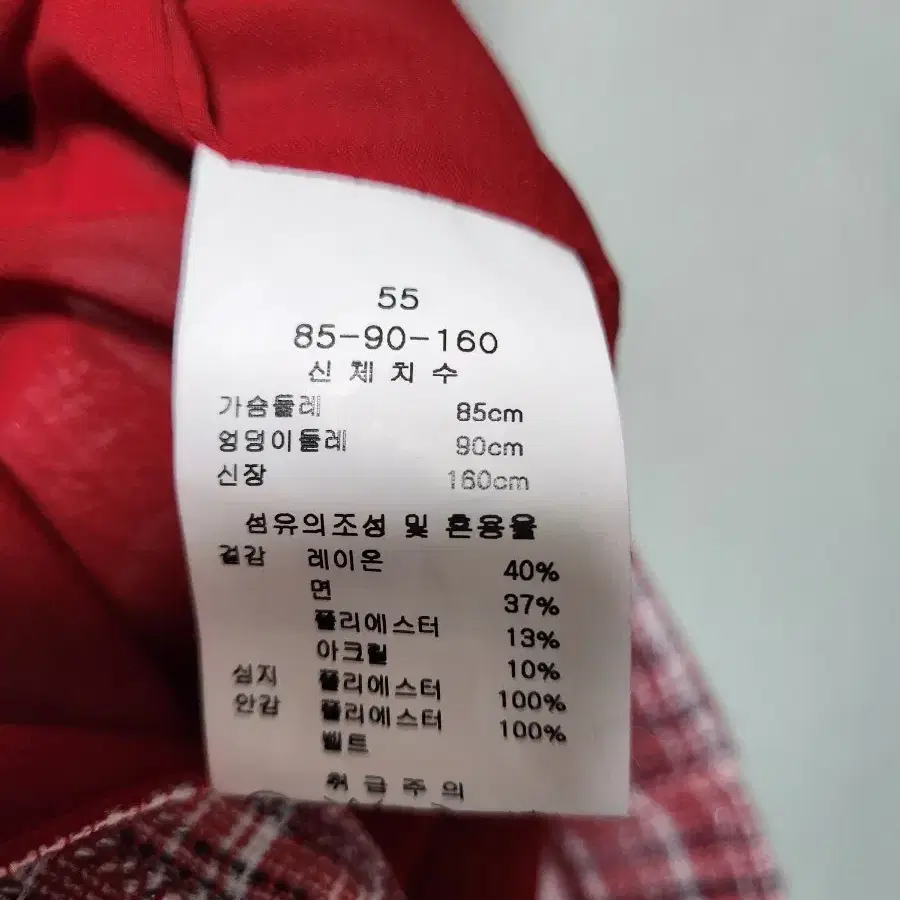 55
85-90-160
신 체 치 수
가슴둘레 85cm
엉덩이둘레 90cm
신장 160cm
섬유의조성 및 혼용율
겉감 레이온 40%
면 37%
폴리에스터 13%
아크릴 10%
심지 폴리에스터 100%
안감 폴리에스터 100%
벨트
취 급 주 의